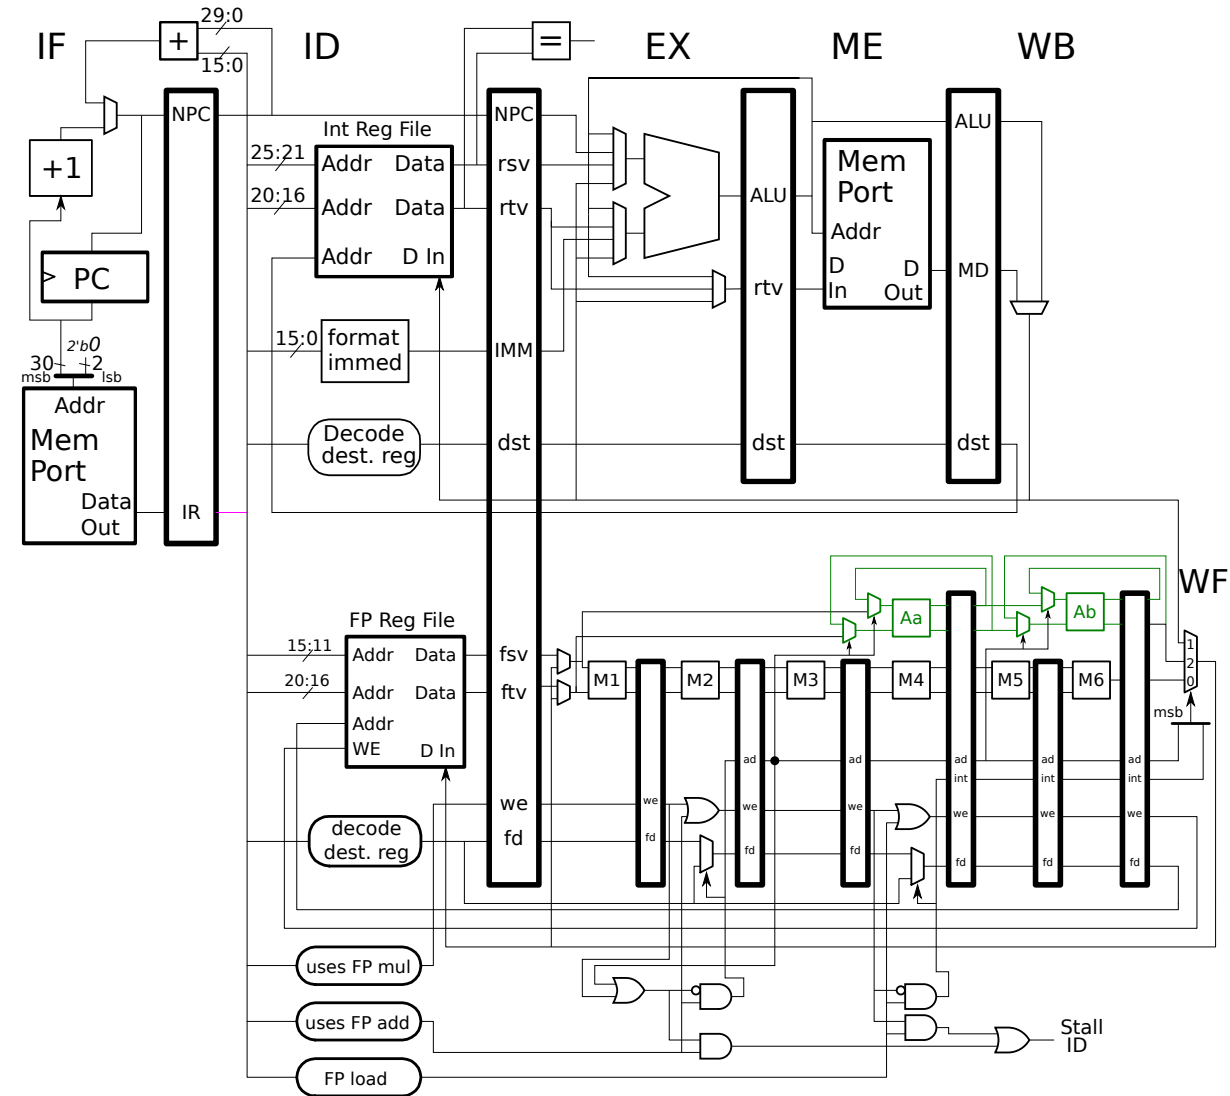 IF
ID
EX
ME
WB
29:0
+
15:0
=
NPC
NPC
ALU
Int Reg File
+1
25:21
Addr
Data
rsv
Mem
Port
20:16
Addr
Data
rtv
ALU
Addr
Addr
D In
PC
D
In
D
Out
MD
rtv
15:0
format
immed
IMM
2'b0
30
2
msb
lsb
Addr
Mem
Port
Data
Out
Decode
dest. reg
dst
dst
dst
IR
WF
FP Reg File
Aa
Ab
15:11
Addr
Data
fsv
20:16
Addr
Data
ftv
M1
M2
M3
M4
M5
M6
1
2
0
Addr
WE
D In
msb
ad
ad
ad
ad
ad
int
int
int
we
we
we
we
we
we
we
decode
dest. reg
fd
fd
fd
fd
fd
fd
fd
uses FP mul
uses FP add
FP load
Stall
ID